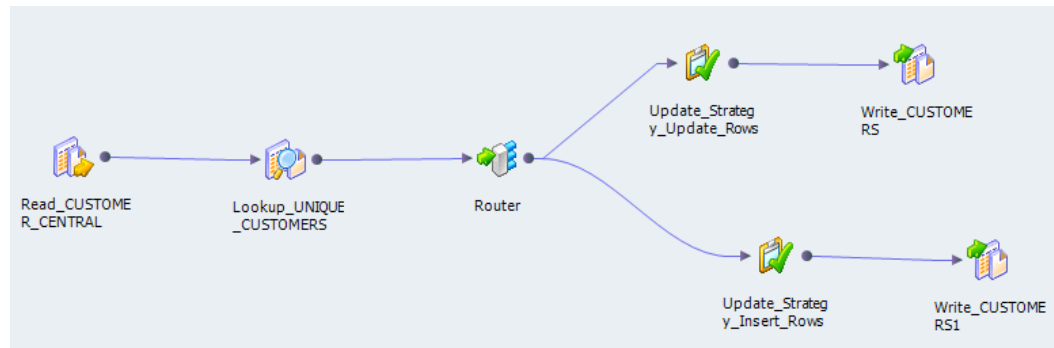 Update_Strateg
y_Update_Rows
Write_CUSTOME
RS
Read_CUSTOME
R_CENTRAL
Lookup_UNIQUE
_CUSTOMERS
Router
Update_Strateg
y_Insert_Rows
Write_CUSTOME
RS1